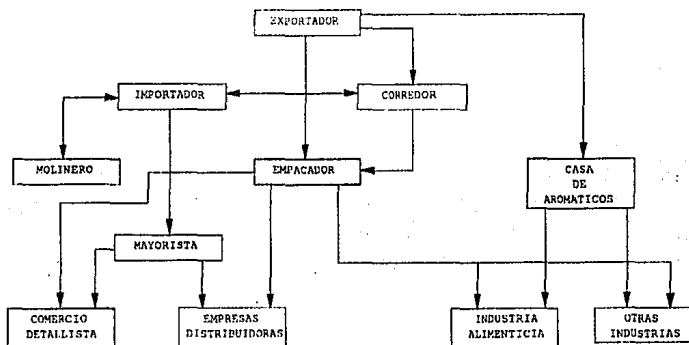 EXPORTADOR
IMPORTADOR
CORREDOR
MOLINERO
EMPACADOR
CASA
DE
AROMATICOS
MAYORISTA
COMERCIO
DETALLISTA
EMPRESAS
DISTRIBUIDORAS
INDUSTRIA
ALIMENTICIA
OTRAS
INDUSTRIAS